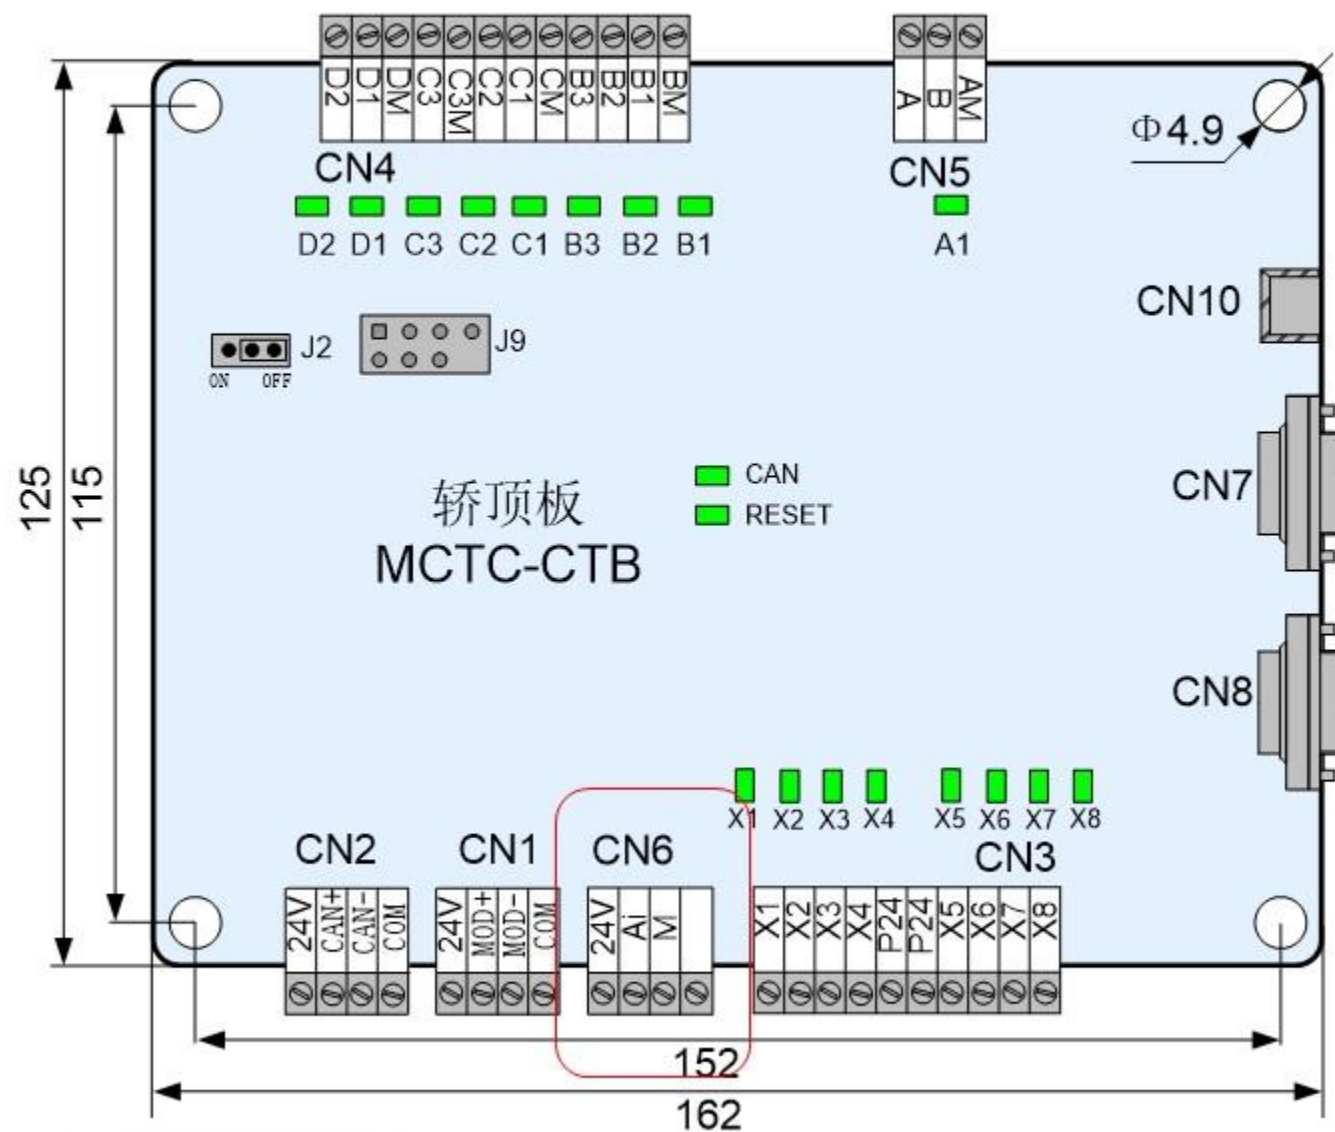 D2 D1 DM C3 C3M C2 C1 CM B3 B2 B1 BM
A B AM
CN4
CN5
Φ4.9
D2 D1 C3 C2 C1 B3 B2 B1
A1
CN10
J2
ON OFF
J9
125
115
轿顶板
MCTC-CTB
CAN
RESET
CN7
CN8
X1 X2 X3 X4 X5 X6 X7 X8
CN2
CN1
CN6
CN3
24V CAN+ CAN- COM
24V MOD+ MOD- COM
24V Ai M
X1 X2 X3 X4 P24 P24 X5 X6 X7 X8
152
162